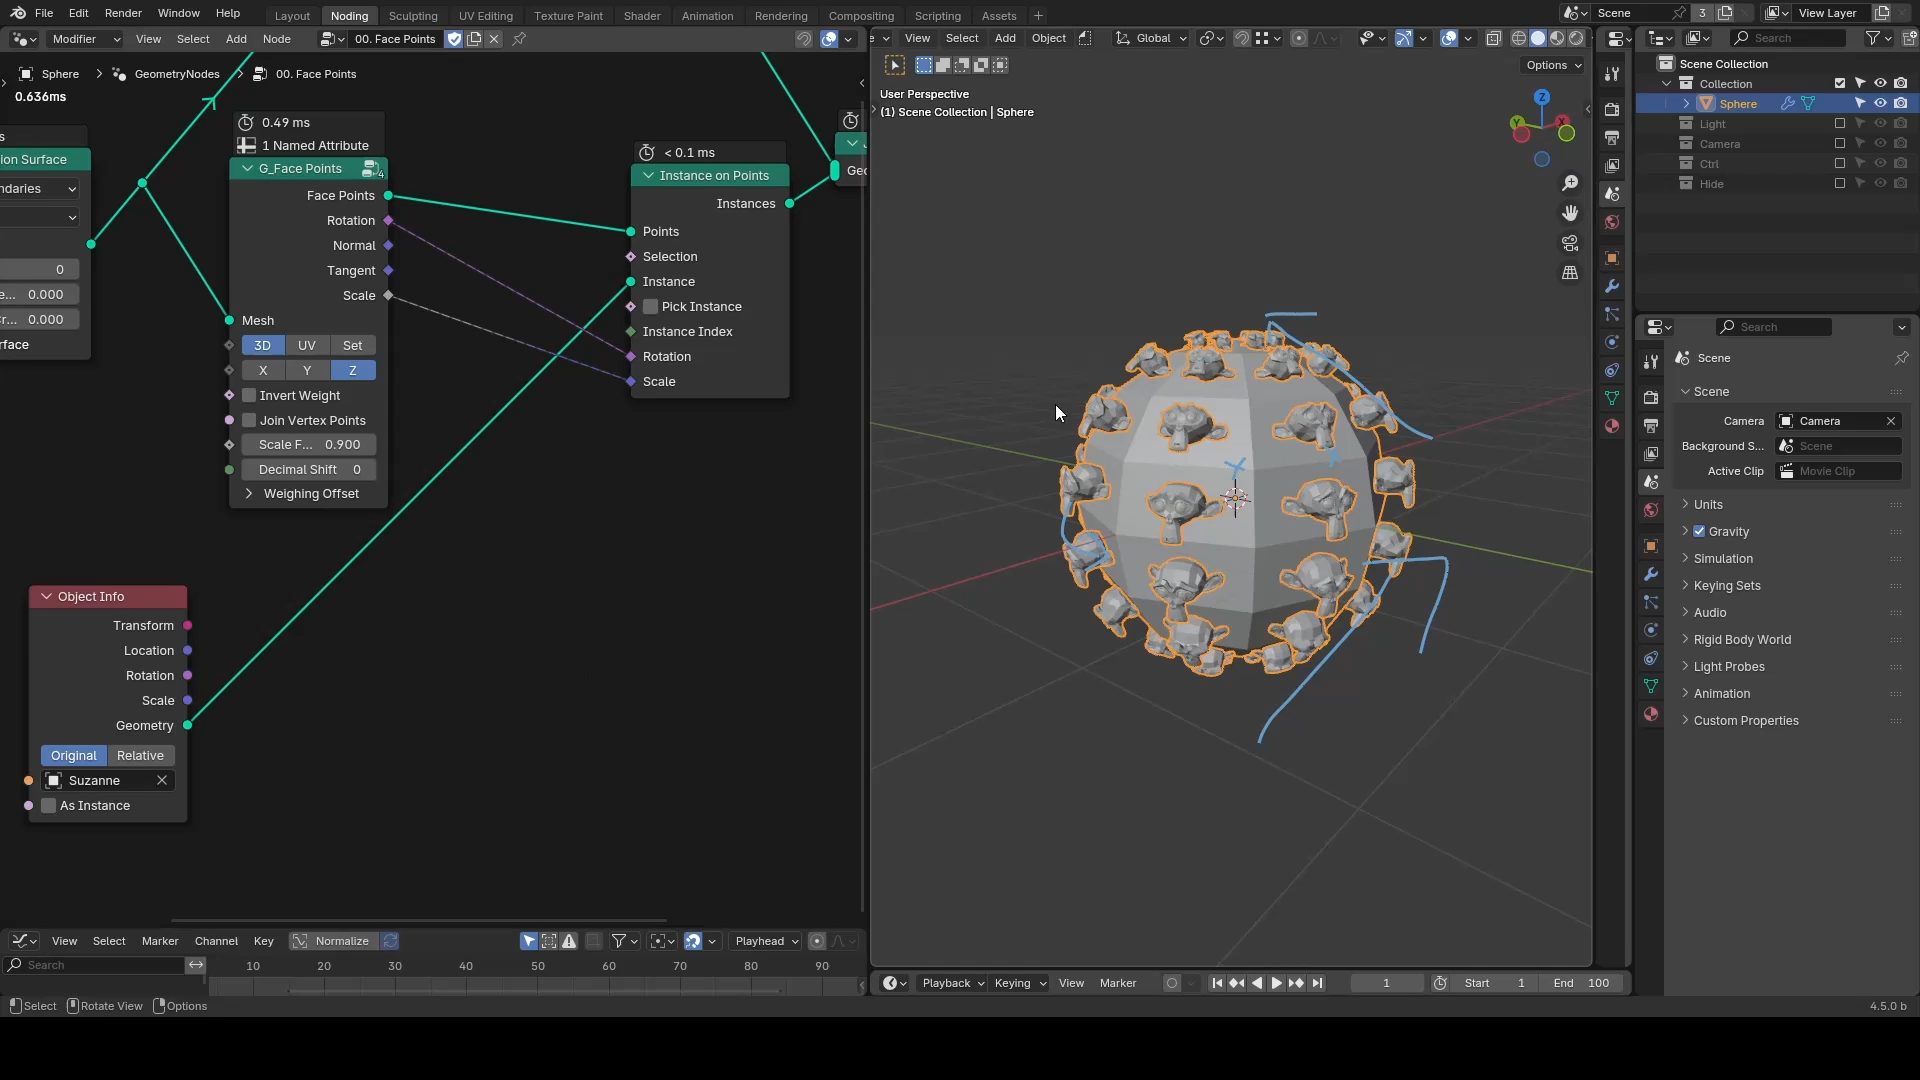 File Edit Render Window Help Layout Noding Sculpting UV Editing Texture Paint Shader Animation Rendering Compositing Scripting Assets + Scene 3 View Layer
Modifier View Select Add Node 00. Face Points View Select Add Object Global Search
Sphere > GeometryNodes > 00. Face Points
0.636ms
ion Surface
ndaries
0
e... 0.000
r... 0.000
rface
0.49 ms
1 Named Attribute
G_Face Points
4
Face Points
Rotation
Normal
Tangent
Scale
Mesh
3D UV Set
X Y Z
Invert Weight
Join Vertex Points
Scale F... 0.900
Decimal Shift 0
Weighing Offset
< 0.1 ms
Instance on Points
Instances
Points
Selection
Instance
Pick Instance
Instance Index
Rotation
Scale
Geo
Object Info
Transform
Location
Rotation
Scale
Geometry
Original Relative
Suzanne
As Instance
Options
User Perspective
(1) Scene Collection | Sphere
Z
Y
X
Scene Collection
Collection
Sphere
Light
Camera
Ctrl
Hide
Search
Scene
Scene
Camera Camera
Background S... Scene
Active Clip Movie Clip
Units
Gravity
Simulation
Keying Sets
Audio
Rigid Body World
Light Probes
Animation
Custom Properties
View Select Marker Channel Key Normalize Playhead
Search 10 20 30 40 50 60 70 80 90
Playback Keying View Marker 1 Start 1 End 100
Select Rotate View Options 4.5.0 b